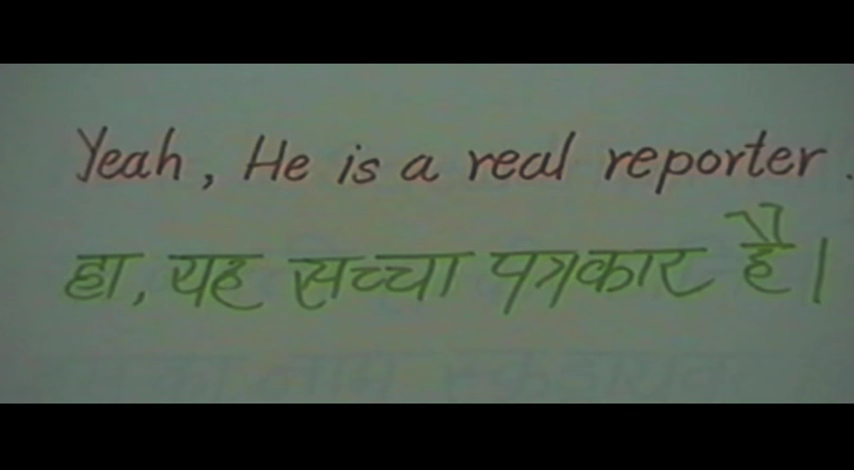 Yeah, He is a real reporter.
हा, यह सच्चा पत्रकार है।